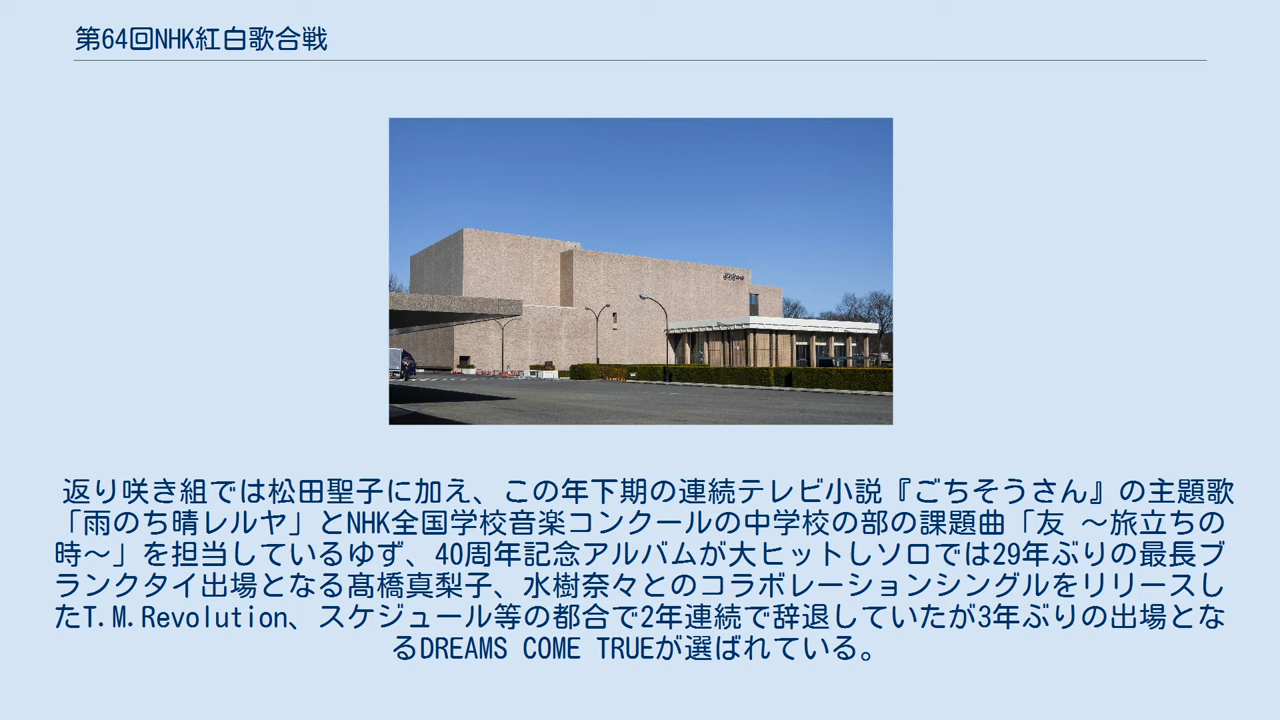 第64回NHK紅白歌合戦
返り咲き組では松田聖子に加え、この年下期の連続テレビ小説『ごちそうさん』の主題歌
「雨のち晴レルヤ」とNHK全国学校音楽コンクールの中学校の部の課題曲「友 ～旅立ちの
時～」を担当しているゆず、40周年記念アルバムが大ヒットしソロでは29年ぶりの最長ブ
ランクタイ出場となる髙橋真梨子、水樹奈々とのコラボレーションシングルをリリースし
たT.M.Revolution、スケジュール等の都合で2年連続で辞退していたが3年ぶりの出場とな
るDREAMS COME TRUEが選ばれている。